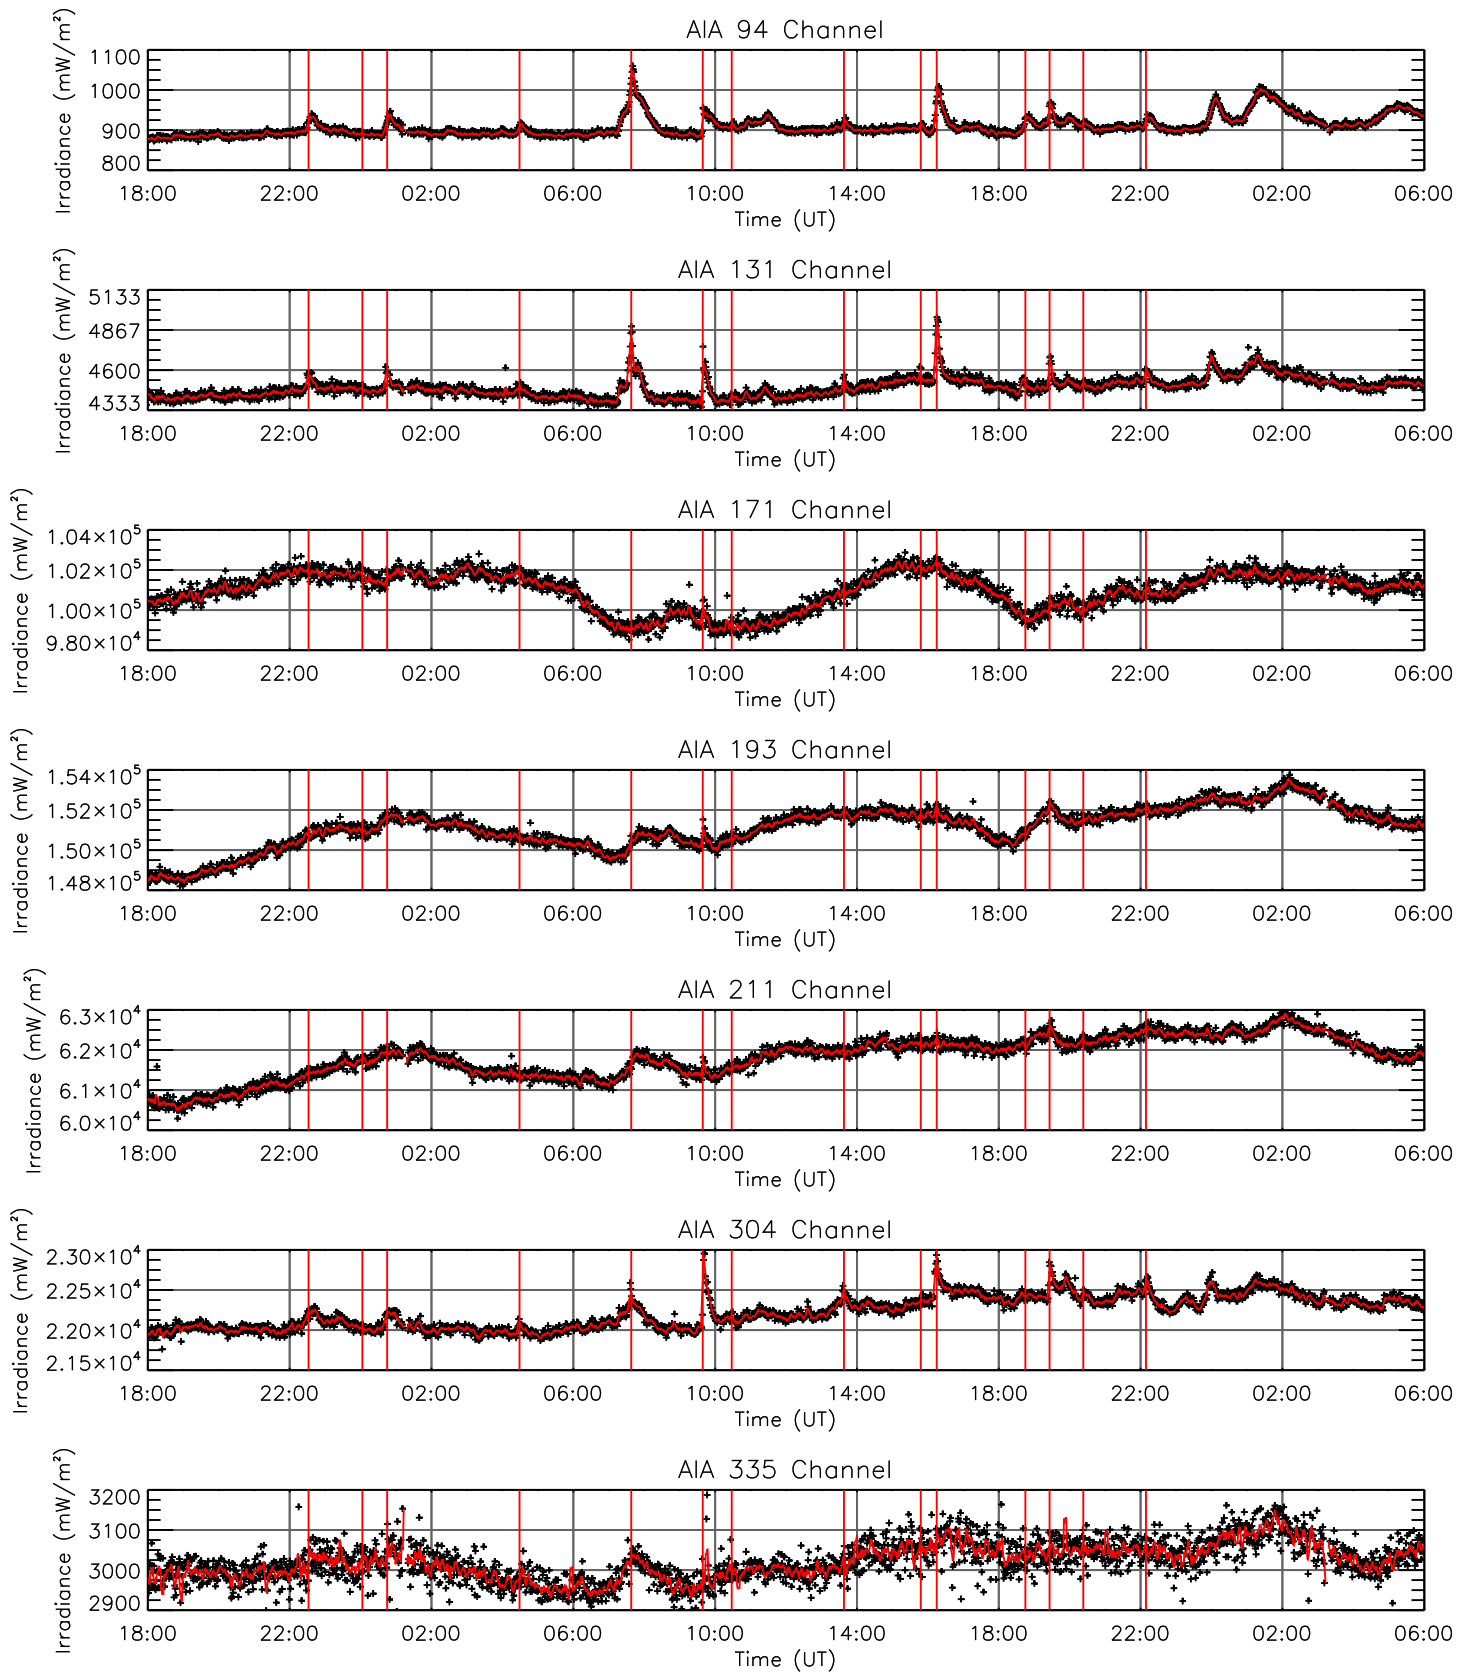 AIA 94 Channel
Irradiance (mW/m²)
1100
1000
900
800
18:00 22:00 02:00 06:00 10:00 14:00 18:00 22:00 02:00 06:00
Time (UT)
AIA 131 Channel
Irradiance (mW/m²)
5133
4867
4600
4333
18:00 22:00 02:00 06:00 10:00 14:00 18:00 22:00 02:00 06:00
Time (UT)
AIA 171 Channel
Irradiance (mW/m²)
1.04×10⁵
1.02×10⁵
1.00×10⁵
9.80×10⁴
18:00 22:00 02:00 06:00 10:00 14:00 18:00 22:00 02:00 06:00
Time (UT)
AIA 193 Channel
Irradiance (mW/m²)
1.54×10⁵
1.52×10⁵
1.50×10⁵
1.48×10⁵
18:00 22:00 02:00 06:00 10:00 14:00 18:00 22:00 02:00 06:00
Time (UT)
AIA 211 Channel
Irradiance (mW/m²)
6.3×10⁴
6.2×10⁴
6.1×10⁴
6.0×10⁴
18:00 22:00 02:00 06:00 10:00 14:00 18:00 22:00 02:00 06:00
Time (UT)
AIA 304 Channel
Irradiance (mW/m²)
2.30×10⁴
2.25×10⁴
2.20×10⁴
2.15×10⁴
18:00 22:00 02:00 06:00 10:00 14:00 18:00 22:00 02:00 06:00
Time (UT)
AIA 335 Channel
Irradiance (mW/m²)
3200
3100
3000
2900
18:00 22:00 02:00 06:00 10:00 14:00 18:00 22:00 02:00 06:00
Time (UT)